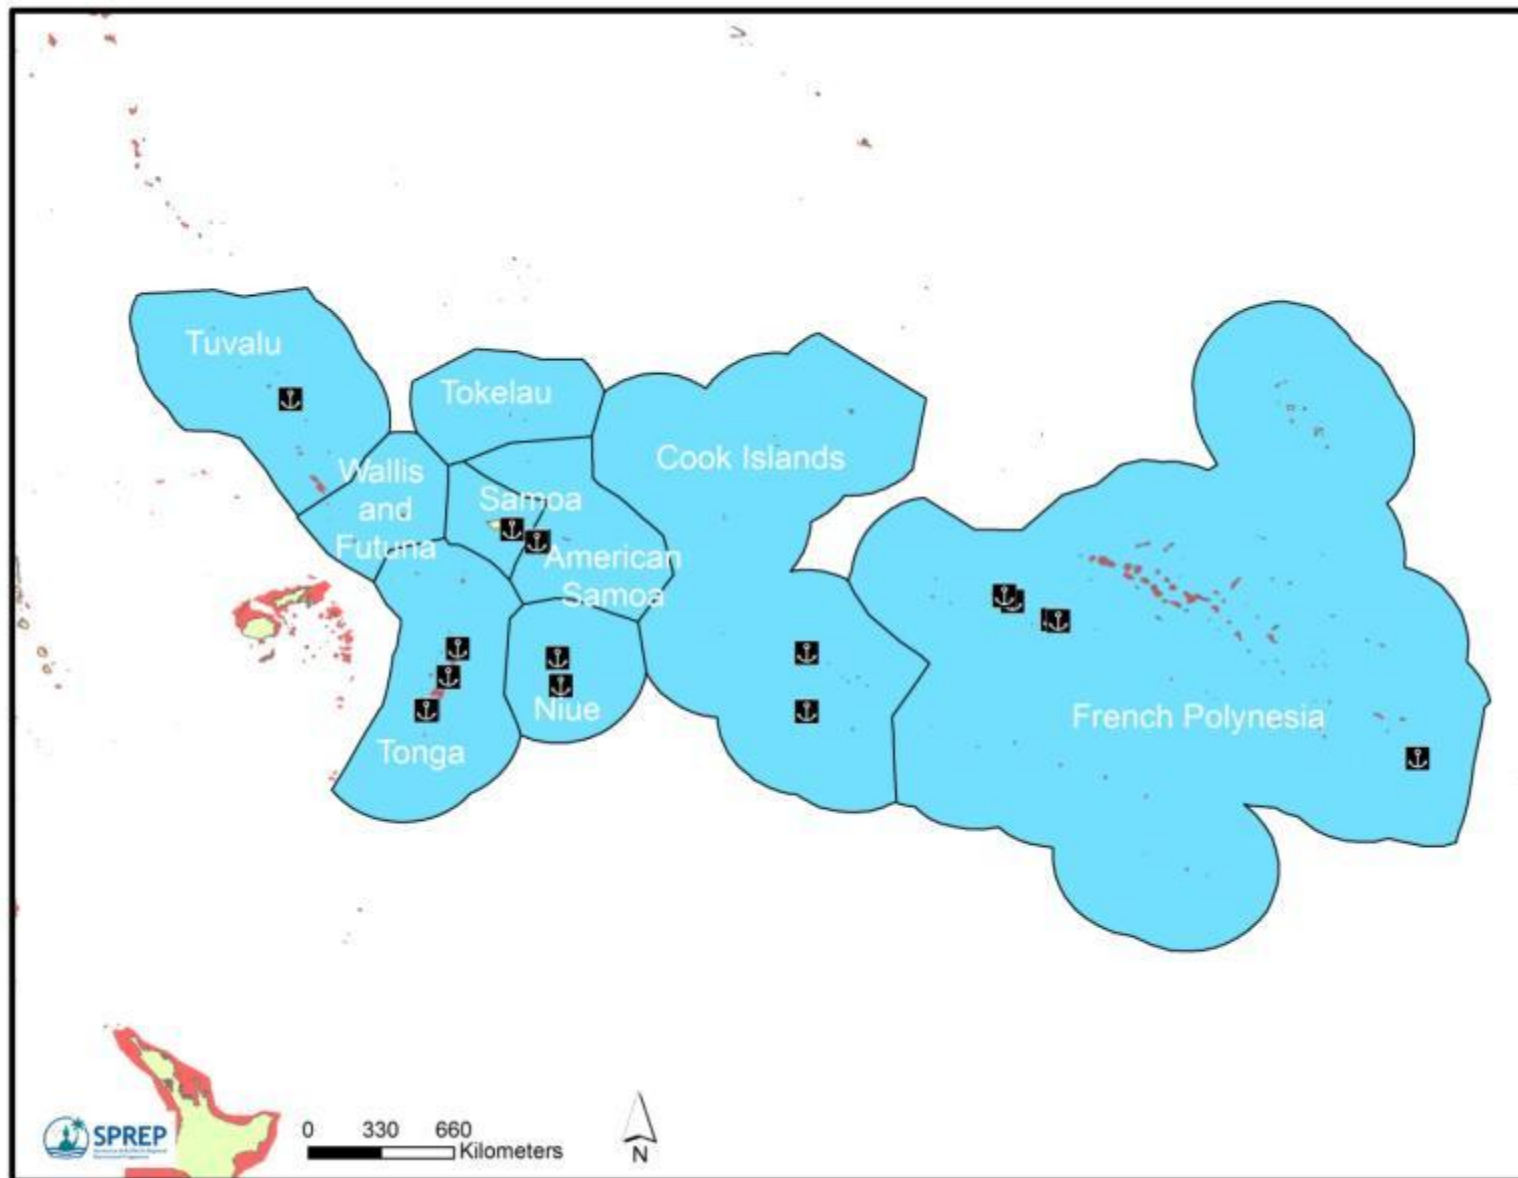 Tuvalu
Tokelau
Cook Islands
Wallis
and
Futuna
Samoa
American
Samoa
Niue
Tonga
French Polynesia
SPREP
0 330 660
Kilometers
N